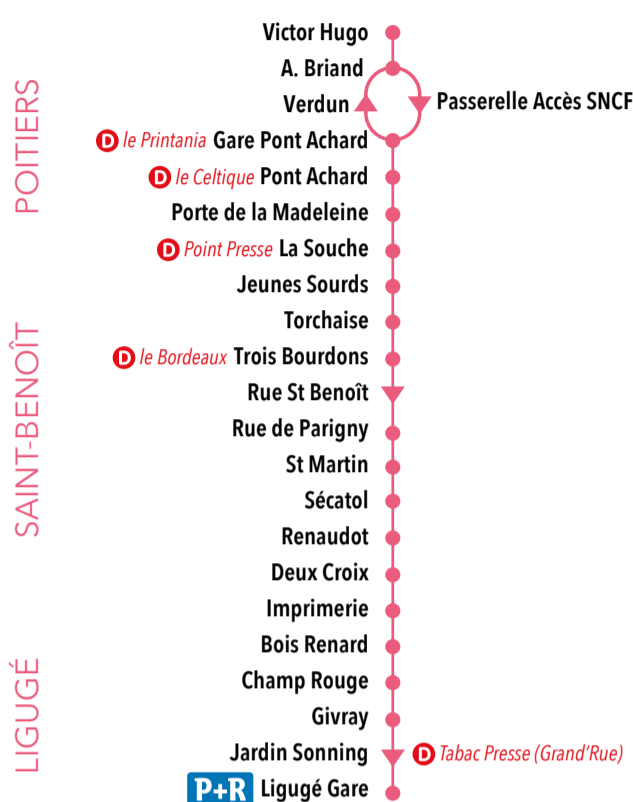 Victor Hugo
A. Briand
Verdun
Passerelle Accès SNCF
D le Printania Gare Pont Achard
D le Celtique Pont Achard
Porte de la Madeleine
D Point Presse La Souche
Jeunes Sourds
Torchaise
D le Bordeaux Trois Bourdons
Rue St Benoît
Rue de Parigny
St Martin
Sécatol
Renaudot
Deux Croix
Imprimerie
Bois Renard
Champ Rouge
Givray
Jardin Sonning
D Tabac Presse (Grand'Rue)
P+R Ligugé Gare
POITIERS
SAINT-BENOÎT
LIGUGÉ